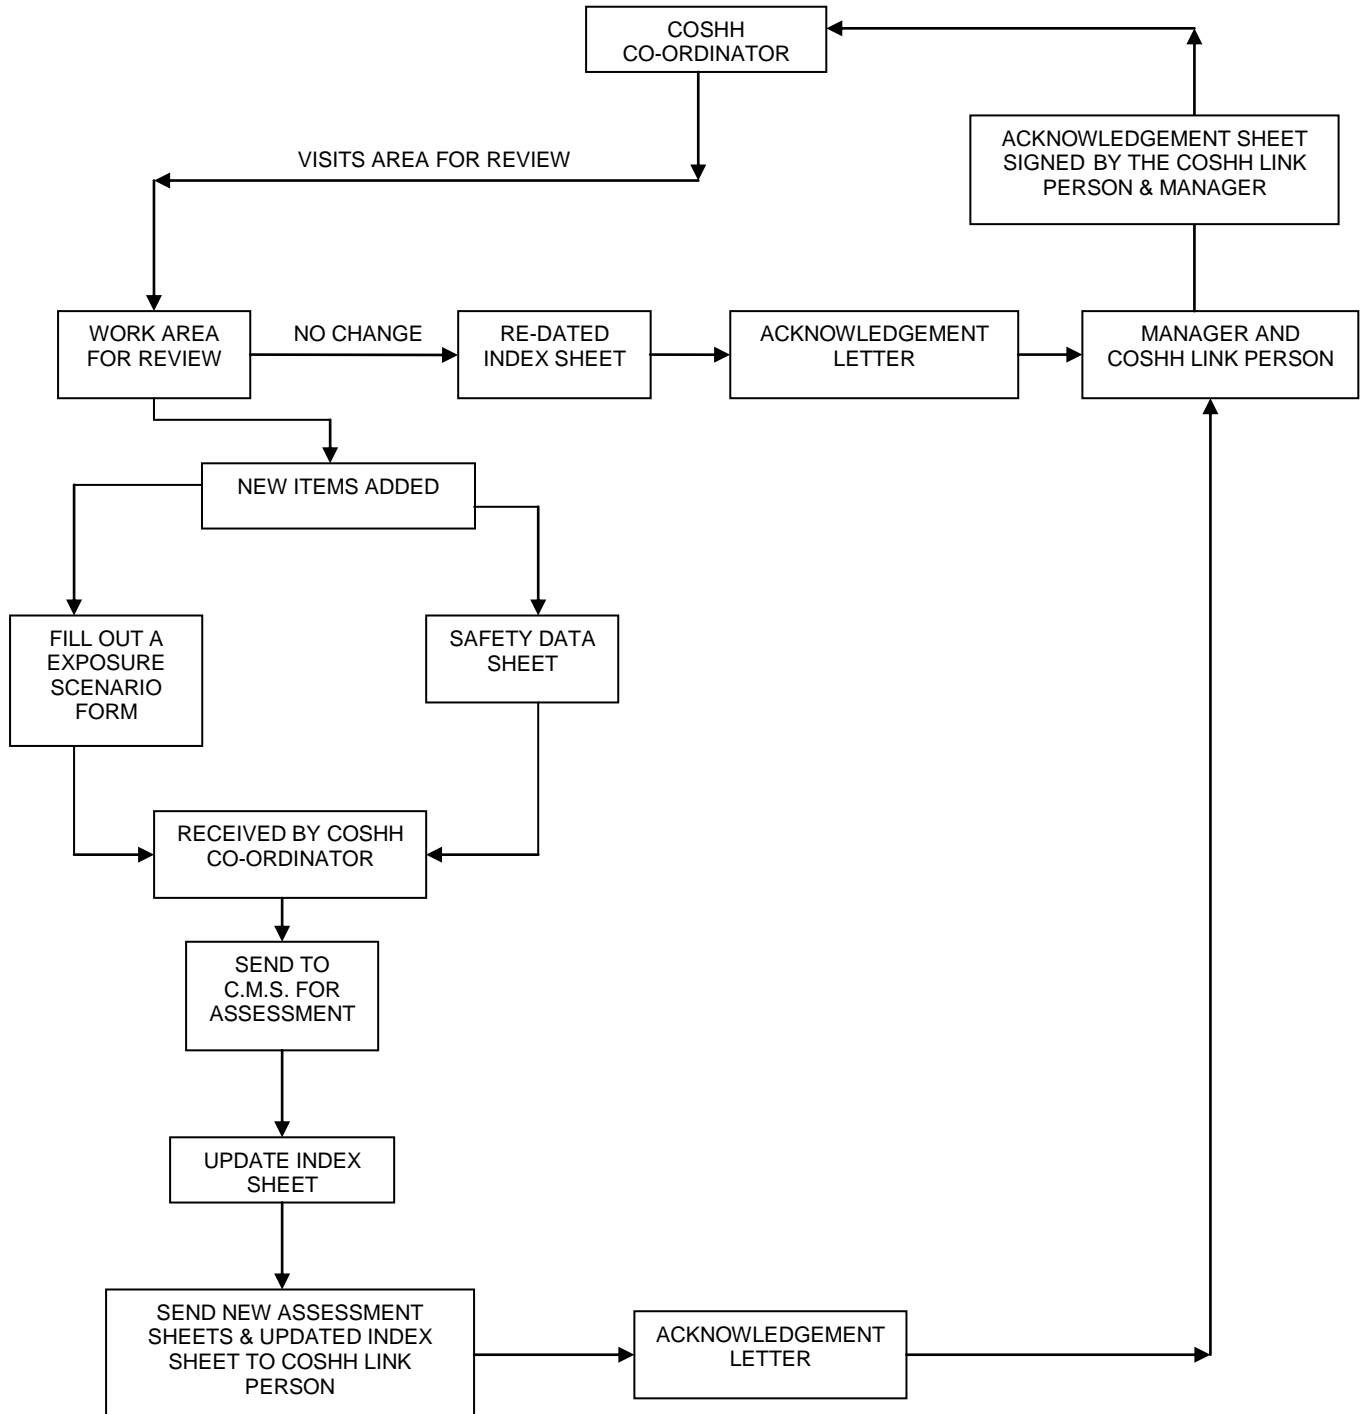 COSHH
CO-ORDINATOR
ACKNOWLEDGEMENT SHEET
SIGNED BY THE COSHH LINK
PERSON & MANAGER
VISITS AREA FOR REVIEW
WORK AREA
FOR REVIEW
NO CHANGE
RE-DATED
INDEX SHEET
ACKNOWLEDGEMENT
LETTER
MANAGER AND
COSHH LINK PERSON
NEW ITEMS ADDED
FILL OUT A
EXPOSURE
SCENARIO
FORM
SAFETY DATA
SHEET
RECEIVED BY COSHH
CO-ORDINATOR
SEND TO
C.M.S. FOR
ASSESSMENT
UPDATE INDEX
SHEET
SEND NEW ASSESSMENT
SHEETS & UPDATED INDEX
SHEET TO COSHH LINK
PERSON
ACKNOWLEDGEMENT
LETTER